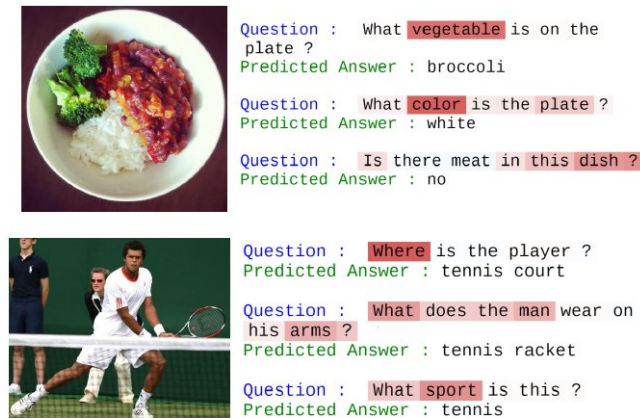 Question : What vegetable is on the
plate ?
Predicted Answer : broccoli
Question : What color is the plate ?
Predicted Answer : white
Question : Is there meat in this dish ?
Predicted Answer : no
Question : Where is the player ?
Predicted Answer : tennis court
Question : What does the man wear on
his arms ?
Predicted Answer : tennis racket
Question : What sport is this ?
Predicted Answer : tennis